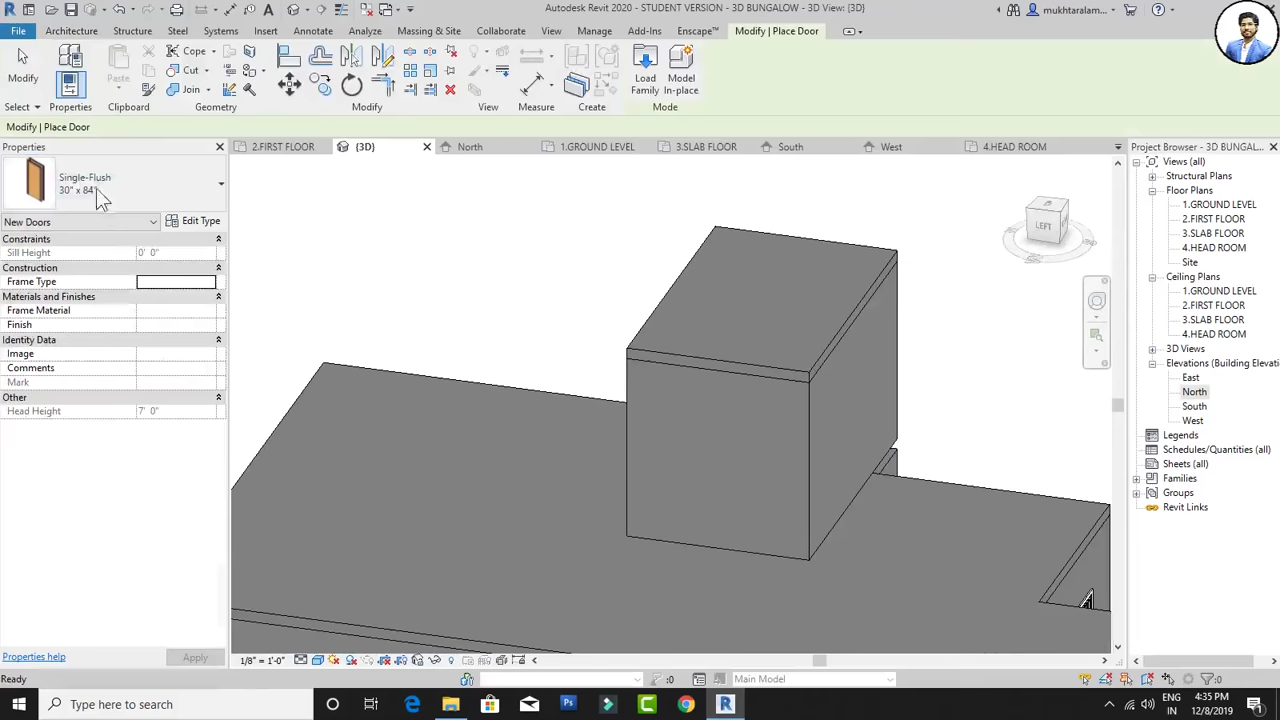 Autodesk Revit 2020 - STUDENT VERSION - 3D BUNGALOW - 3D View: {3D}
mukhtaralam...
File Architecture Structure Steel Systems Insert Annotate Analyze Massing & Site Collaborate View Manage Add-Ins Enscape™ Modify | Place Door
Modify
Paste
Cope
Cut
Join
Load Family
Model In-place
Select Properties Clipboard Geometry Modify View Measure Create Mode
Modify | Place Door
Properties
2.FIRST FLOOR {3D} North 1.GROUND LEVEL 3.SLAB FLOOR South West 4.HEAD ROOM
Single-Flush
30" x 84"
New Doors Edit Type
Constraints
Sill Height 0' 0"
Construction
Frame Type
Materials and Finishes
Frame Material
Finish
Identity Data
Image
Comments
Mark
Other
Head Height 7' 0"
Properties help Apply
LEFT
Project Browser - 3D BUNGAL...
Views (all)
Structural Plans
Floor Plans
1.GROUND LEVEL
2.FIRST FLOOR
3.SLAB FLOOR
4.HEAD ROOM
Site
Ceiling Plans
1.GROUND LEVEL
2.FIRST FLOOR
3.SLAB FLOOR
4.HEAD ROOM
3D Views
Elevations (Building Elevati
East
North
South
West
Legends
Schedules/Quantities (all)
Sheets (all)
Families
Groups
Revit Links
1/8" = 1'-0"
Ready
:0
Main Model
:0
Type here to search
ENG
IN
4:35 PM
12/8/2019